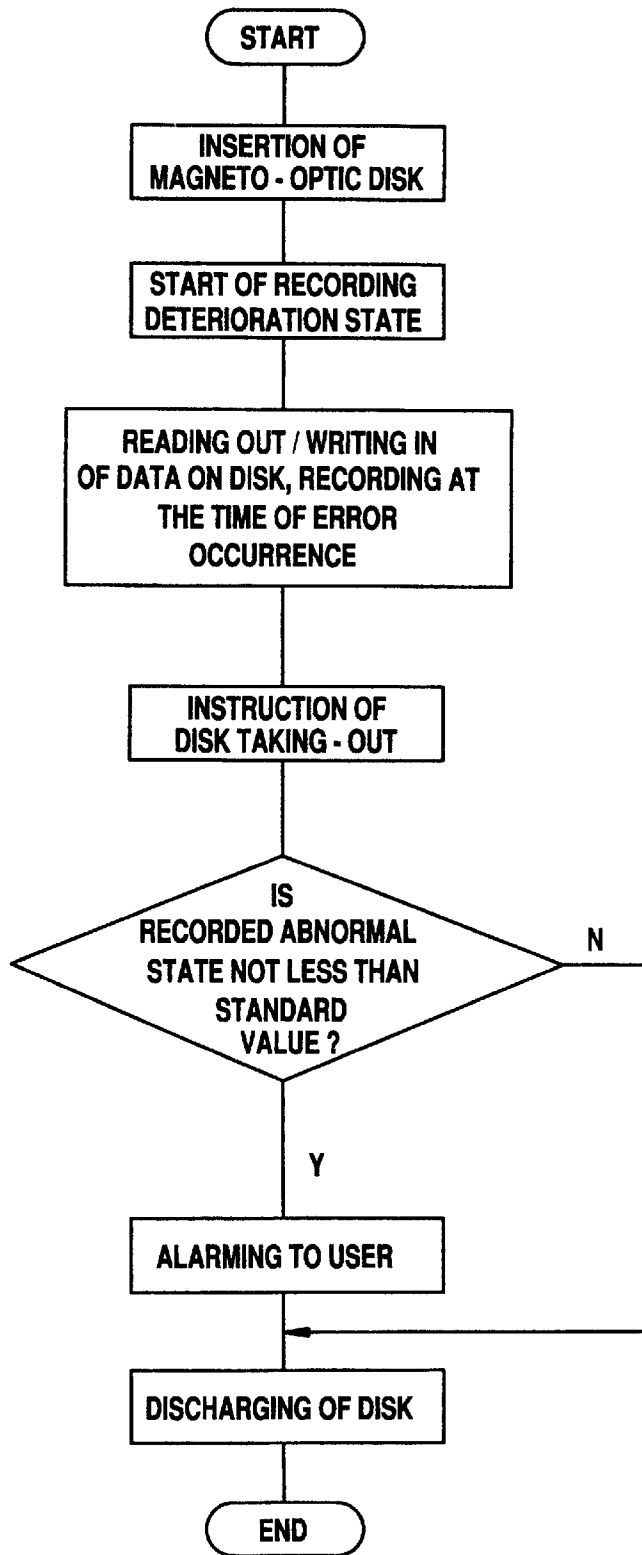 START
INSERTION OF
MAGNETO - OPTIC DISK
START OF RECORDING
DETERIORATION STATE
READING OUT / WRITING IN
OF DATA ON DISK, RECORDING AT
THE TIME OF ERROR
OCCURRENCE
INSTRUCTION OF
DISK TAKING - OUT
IS
RECORDED ABNORMAL
STATE NOT LESS THAN
STANDARD
VALUE ?
N
Y
ALARMING TO USER
DISCHARGING OF DISK
END